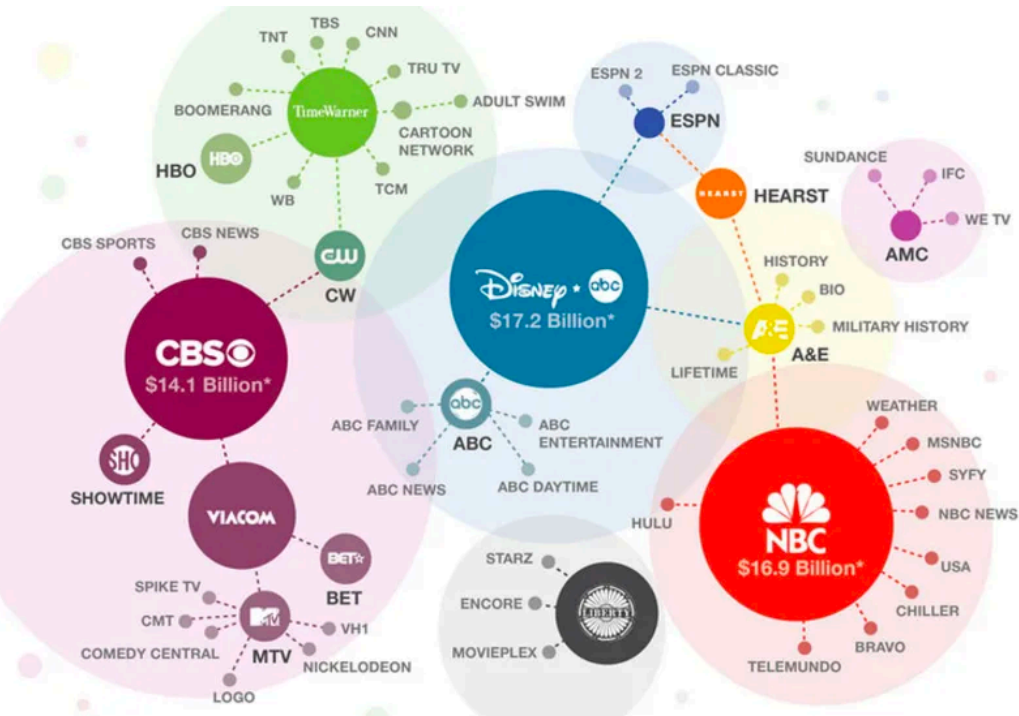 TBS
TNT
CNN
TRU TV
BOOMERANG
TimeWarner
ADULT SWIM
CARTOON
NETWORK
HBO
HBO
WB
TCM
CW
CW
ESPN 2
ESPN CLASSIC
ESPN
HEARST
HEARST
SUNDANCE
IFC
WE TV
AMC
CBS SPORTS
CBS NEWS
CBS
$14.1 Billion*
SHO
SHOWTIME
VIACOM
BET
BET
SPIKE TV
CMT
COMEDY CENTRAL
MTV
MTV
VH1
NICKELODEON
LOGO
Disney • abc
$17.2 Billion*
abc
ABC
ABC FAMILY
ABC NEWS
ABC
ENTERTAINMENT
ABC DAYTIME
HISTORY
BIO
MILITARY HISTORY
A&E
A&E
LIFETIME
WEATHER
MSNBC
SYFY
NBC NEWS
USA
CHILLER
BRAVO
TELEMUNDO
HULU
NBC
$16.9 Billion*
STARZ
ENCORE
MOVIEPLEX
LIBERTY